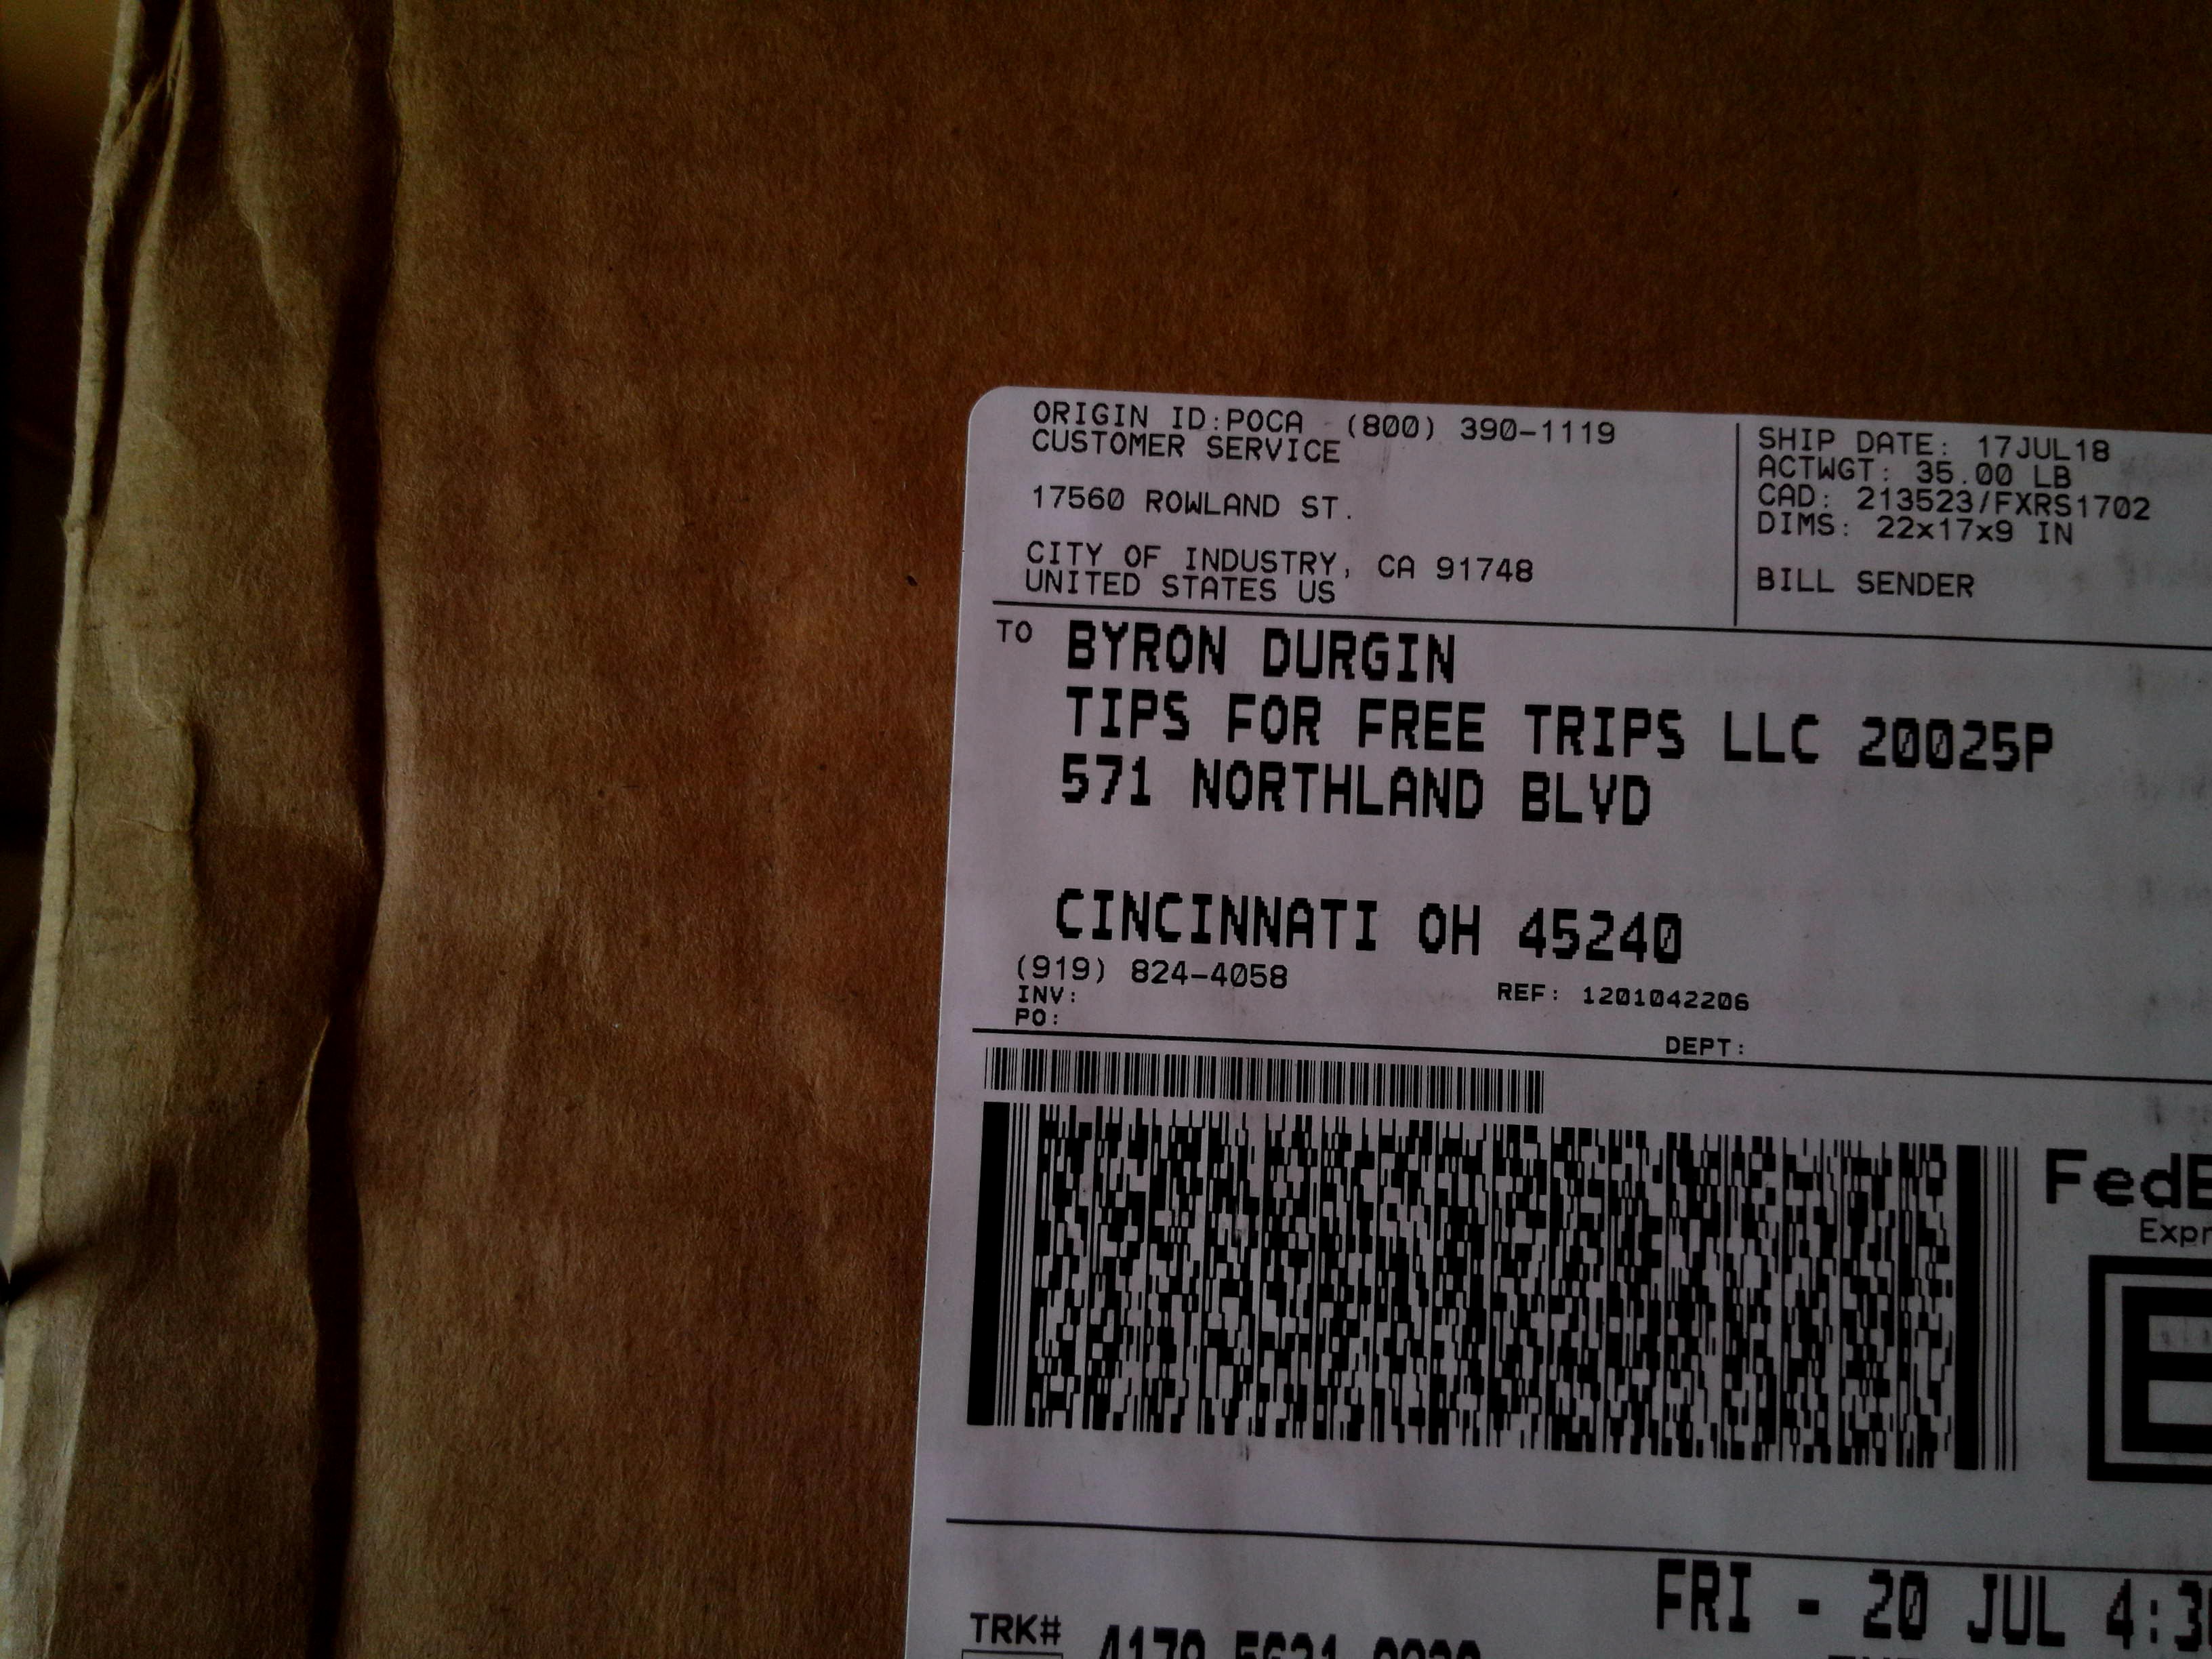 ORIGIN ID:POCA (800) 390-1119
CUSTOMER SERVICE
17560 ROWLAND ST.
CITY OF INDUSTRY, CA 91748
UNITED STATES US
SHIP DATE: 17JUL18
ACTWGT: 35.00 LB
CAD: 213523/FXRS1702
DIMS: 22x17x9 IN
BILL SENDER
TO BYRON DURGIN
TIPS FOR FREE TRIPS LLC 20025P
571 NORTHLAND BLVD
CINCINNATI OH 45240
(919) 824-4058
INV:
REF: 1201042206
PO:
DEPT:
FedE
Expr
E
FRI - 20 JUL 4:3
TRK#